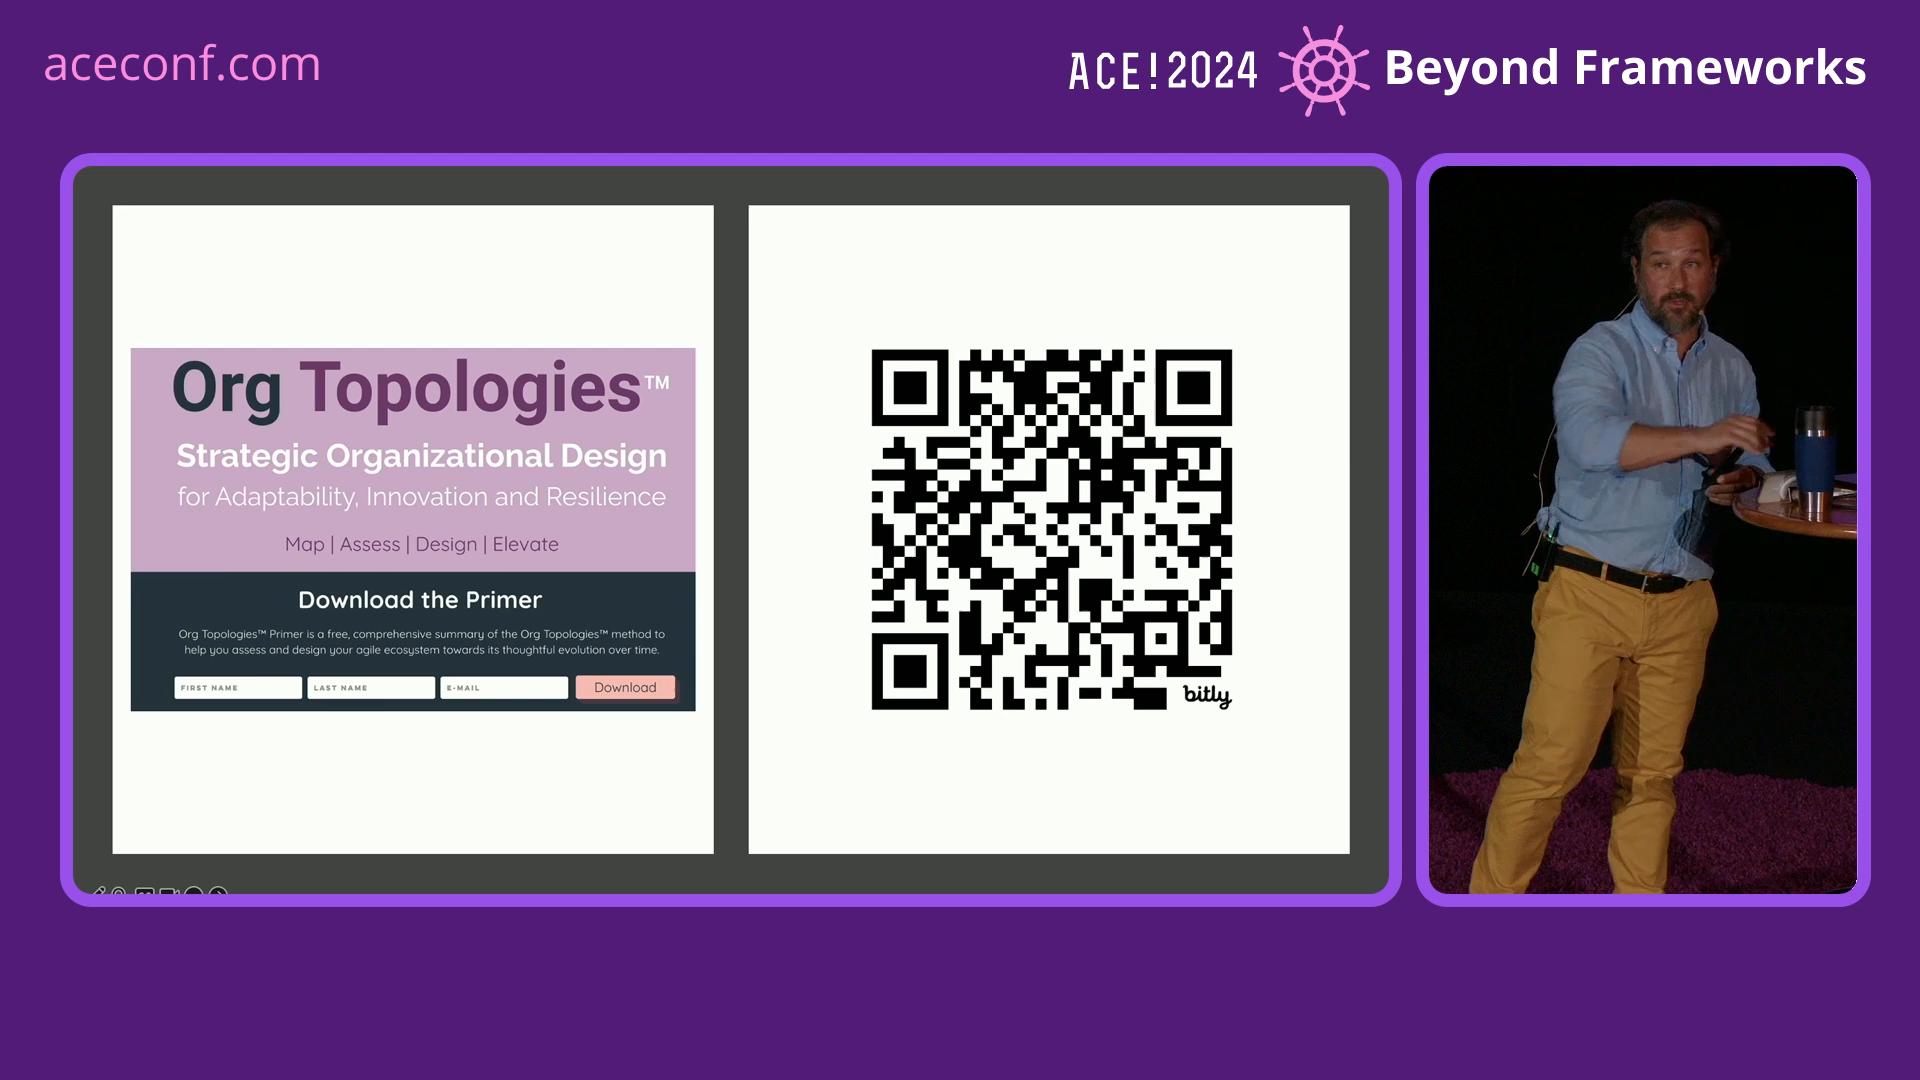 aceconf.com
ACE!2024 Beyond Frameworks
Org Topologies™
Strategic Organizational Design
for Adaptability, Innovation and Resilience
Map | Assess | Design | Elevate
Download the Primer
Org Topologies™ Primer is a free, comprehensive summary of the Org Topologies™ method to
help you assess and design your agile ecosystem towards its thoughtful evolution over time.
FIRST NAME LAST NAME E-MAIL Download
bitly